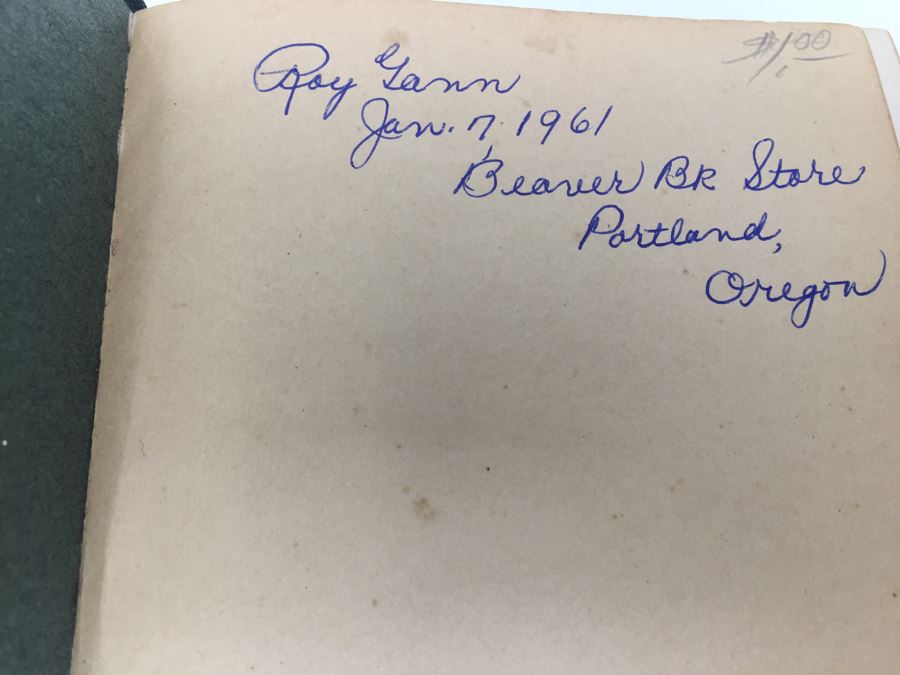 $1.00
Roy Gann
Jan. 7, 1961
Beaver Bk Store
Portland,
Oregon